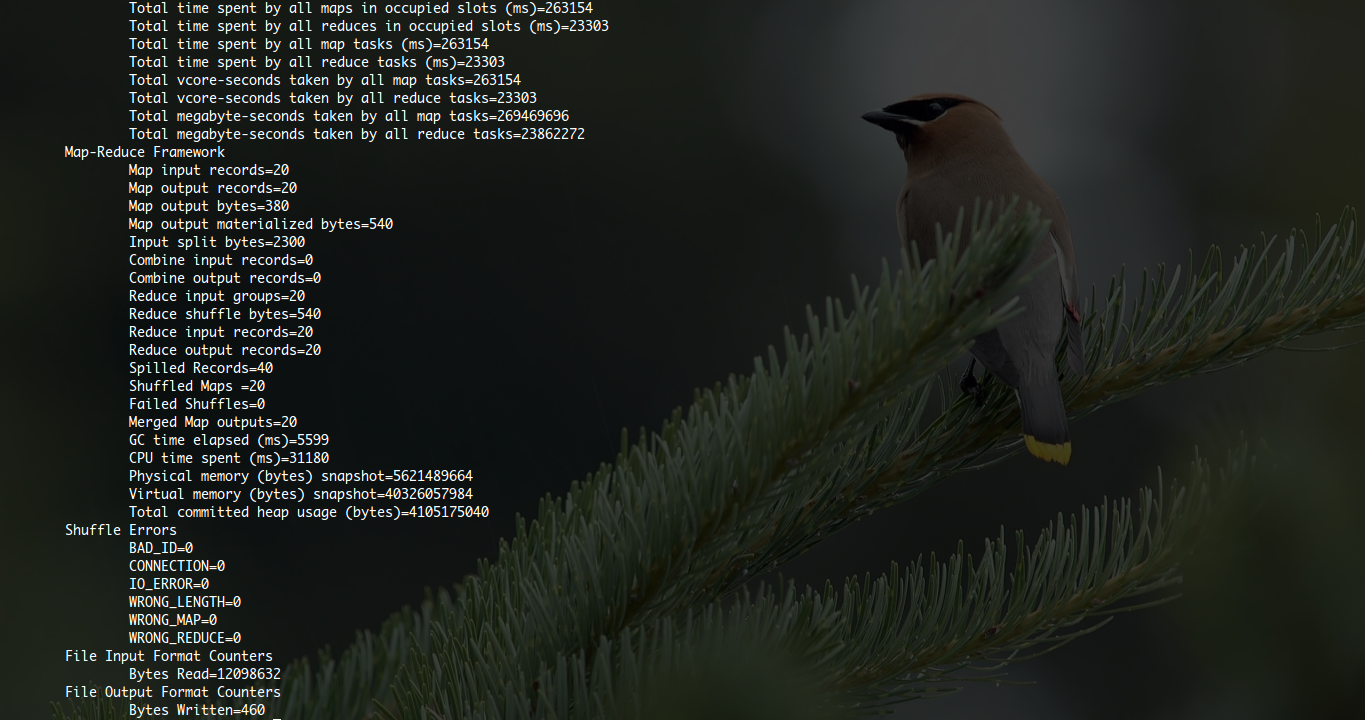 Total time spent by all maps in occupied slots (ms)=263154
Total time spent by all reduces in occupied slots (ms)=23303
Total time spent by all map tasks (ms)=263154
Total time spent by all reduce tasks (ms)=23303
Total vcore-seconds taken by all map tasks=263154
Total vcore-seconds taken by all reduce tasks=23303
Total megabyte-seconds taken by all map tasks=269469696
Total megabyte-seconds taken by all reduce tasks=23862272
Map-Reduce Framework
Map input records=20
Map output records=20
Map output bytes=380
Map output materialized bytes=540
Input split bytes=2300
Combine input records=0
Combine output records=0
Reduce input groups=20
Reduce shuffle bytes=540
Reduce input records=20
Reduce output records=20
Spilled Records=40
Shuffled Maps =20
Failed Shuffles=0
Merged Map outputs=20
GC time elapsed (ms)=5599
CPU time spent (ms)=31180
Physical memory (bytes) snapshot=5621489664
Virtual memory (bytes) snapshot=40326057984
Total committed heap usage (bytes)=4105175040
Shuffle Errors
BAD_ID=0
CONNECTION=0
IO_ERROR=0
WRONG_LENGTH=0
WRONG_MAP=0
WRONG_REDUCE=0
File Input Format Counters
Bytes Read=12098632
File Output Format Counters
Bytes Written=460